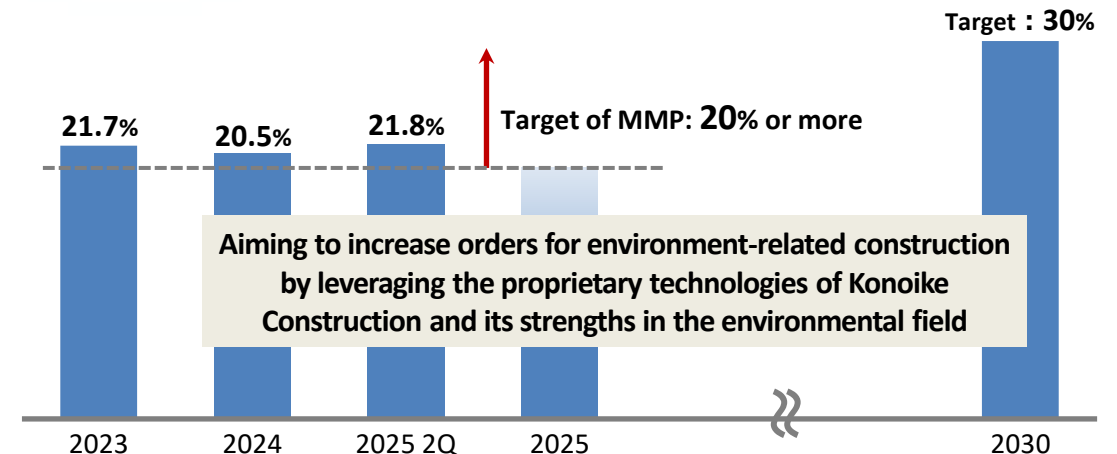 Target : 30%
21.7%
20.5%
21.8%
Target of MMP: 20% or more
Aiming to increase orders for environment-related construction
by leveraging the proprietary technologies of Konoike
Construction and its strengths in the environmental field
2023
2024
2025 2Q
2025
2030